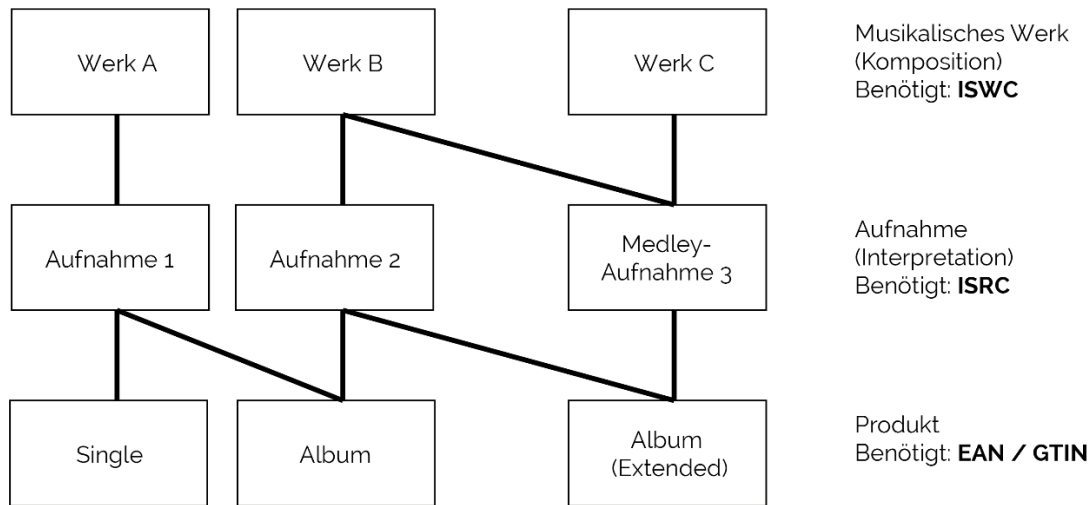 Werk A
Werk B
Werk C
Musikalisches Werk
(Komposition)
Benötigt: ISWC
Aufnahme 1
Aufnahme 2
Medley-
Aufnahme 3
Aufnahme
(Interpretation)
Benötigt: ISRC
Single
Album
Album
(Extended)
Produkt
Benötigt: EAN / GTIN